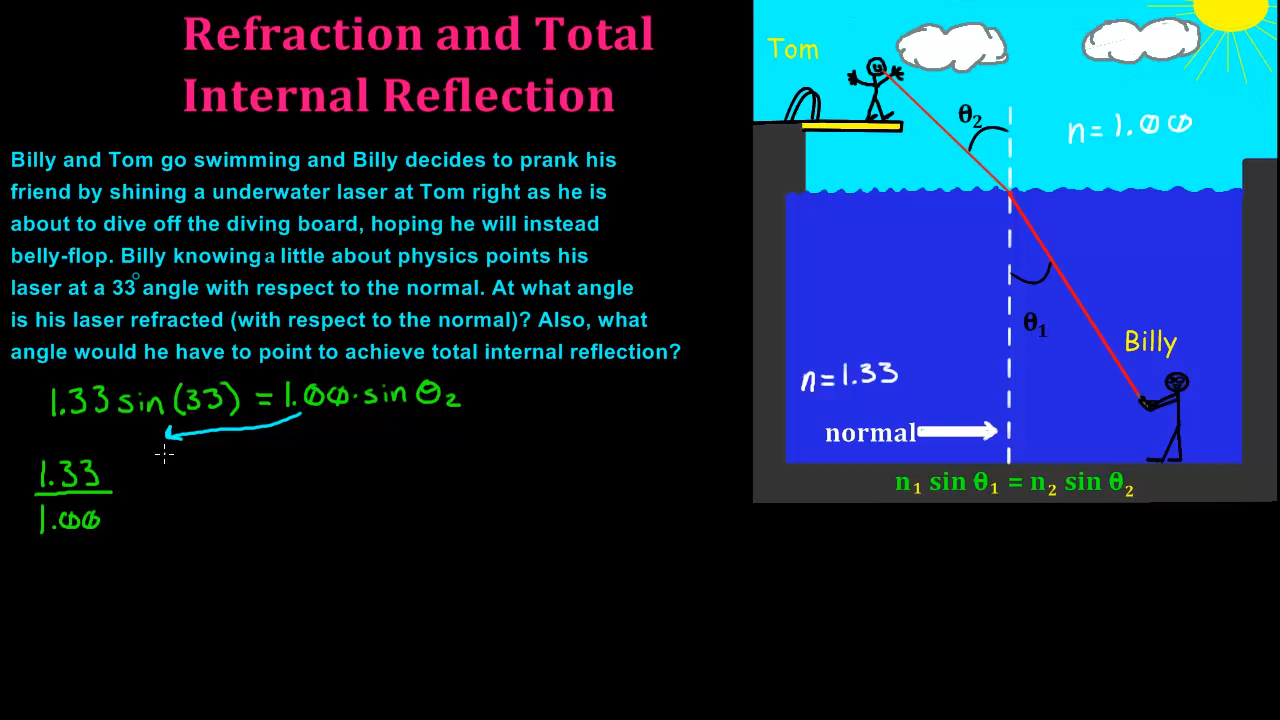 Refraction and Total
Internal Reflection
Billy and Tom go swimming and Billy decides to prank his
friend by shining a underwater laser at Tom right as he is
about to dive off the diving board, hoping he will instead
belly-flop. Billy knowing a little about physics points his
laser at a 33° angle with respect to the normal. At what angle
is his laser refracted (with respect to the normal)? Also, what
angle would he have to point to achieve total internal reflection?
1.33 sin (33) = 1.00 · sin θ₂
1.33
1.00
Tom
θ₂
n = 1.00
θ₁
Billy
n = 1.33
normal
n₁ sin θ₁ = n₂ sin θ₂